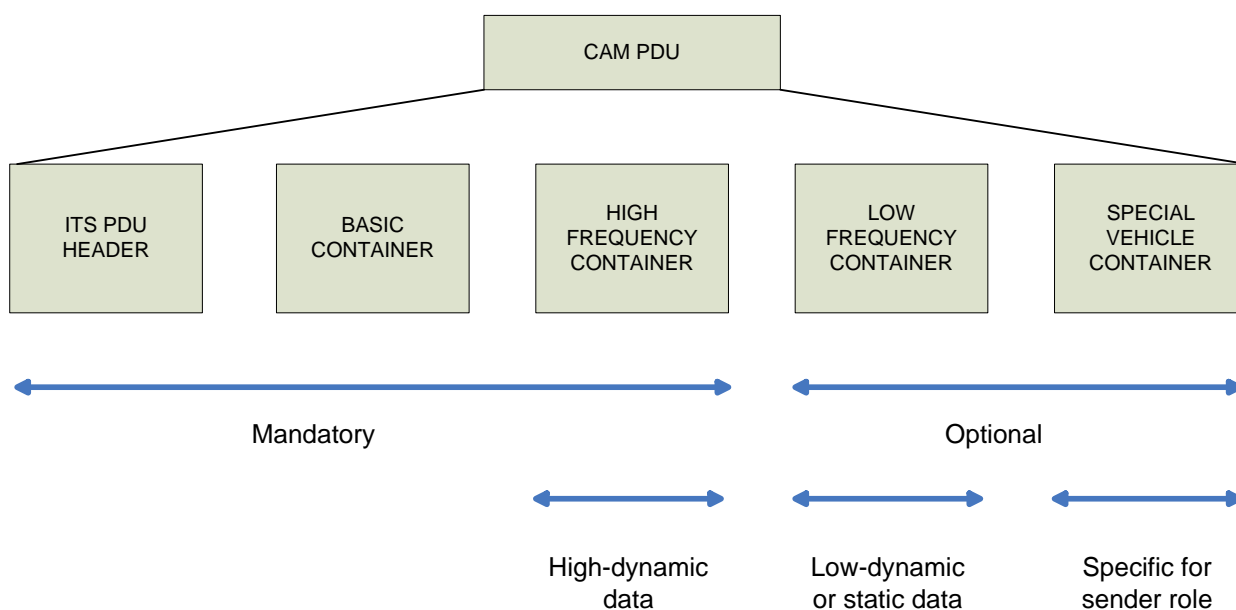 CAM PDU
ITS PDU
HEADER
BASIC
CONTAINER
HIGH
FREQUENCY
CONTAINER
LOW
FREQUENCY
CONTAINER
SPECIAL
VEHICLE
CONTAINER
Mandatory
Optional
High-dynamic
data
Low-dynamic
or static data
Specific for
sender role